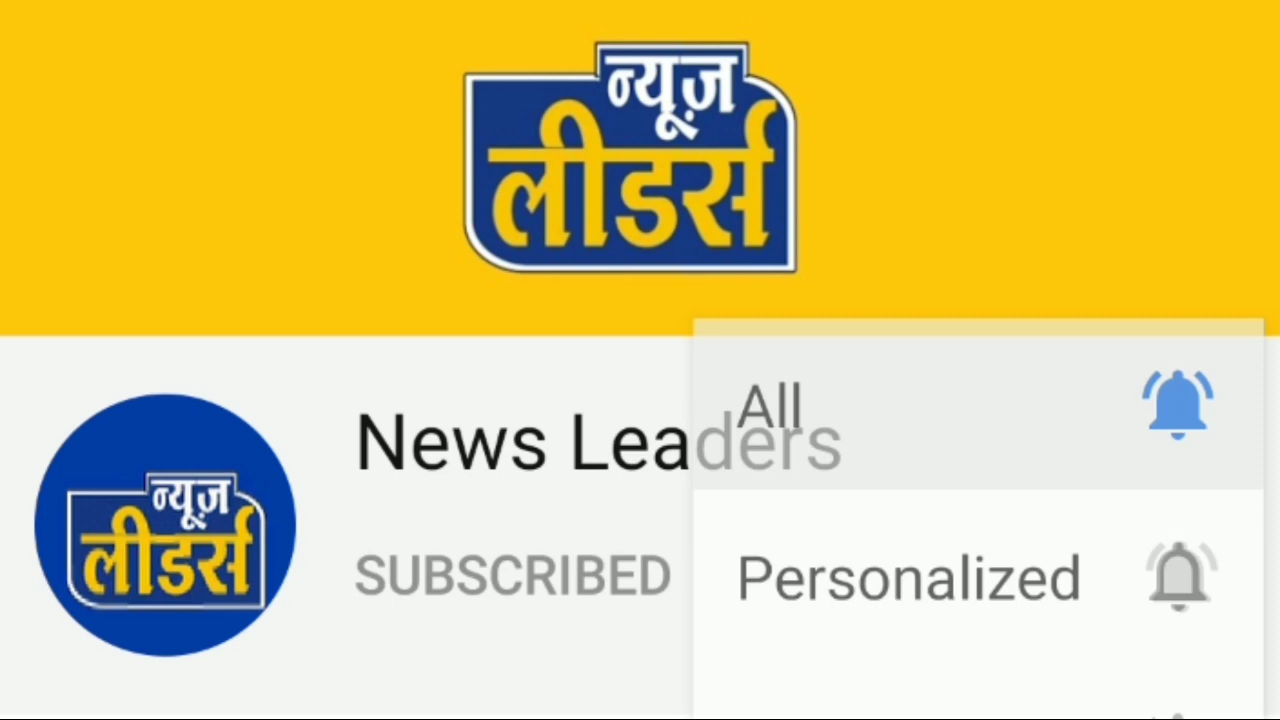 न्यूज़
लीडर्स
All
News Leaders
न्यूज़
लीडर्स
SUBSCRIBED
Personalized